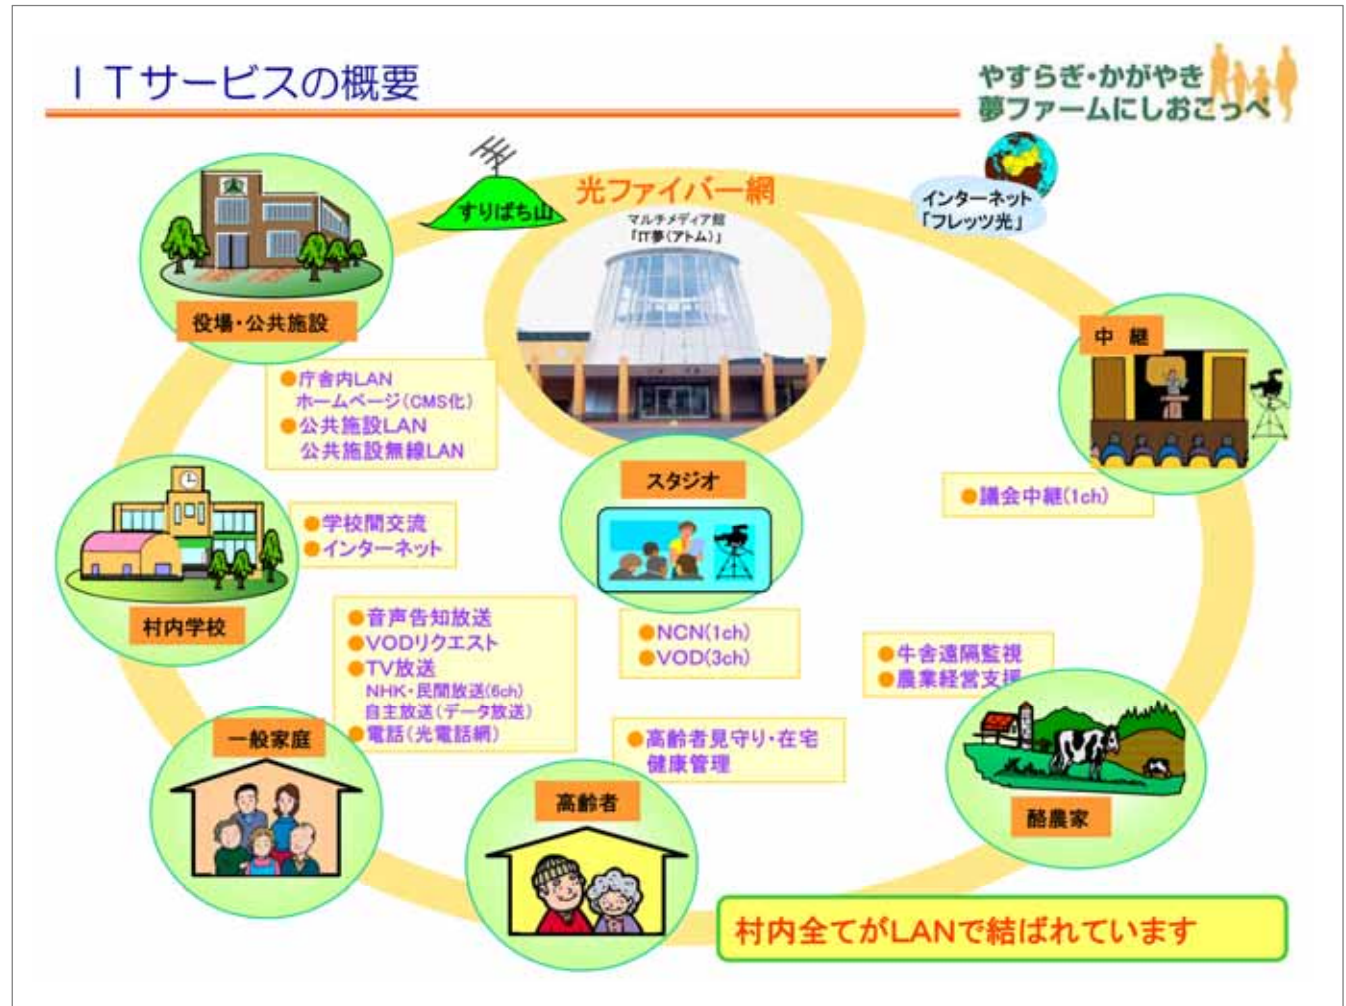 ＩＴサービスの概要
やすらぎ・かがやき
夢ファームにしおこっぺ
すりばち山
光ファイバー網
マルチメディア館
「IT夢(アトム)」
インターネット
「フレッツ光」
役場・公共施設
中 継
●庁舎内LAN
ホームページ(CMS化)
●公共施設LAN
公共施設無線LAN
スタジオ
●議会中継(1ch)
●学校間交流
●インターネット
村内学校
●音声告知放送
●VODリクエスト
●TV放送
NHK・民間放送(6ch)
自主放送(データ放送)
●電話(光電話網)
●NCN(1ch)
●VOD(3ch)
●牛舎遠隔監視
●農業経営支援
一般家庭
●高齢者見守り・在宅
健康管理
高齢者
酪農家
村内全てがLANで結ばれています